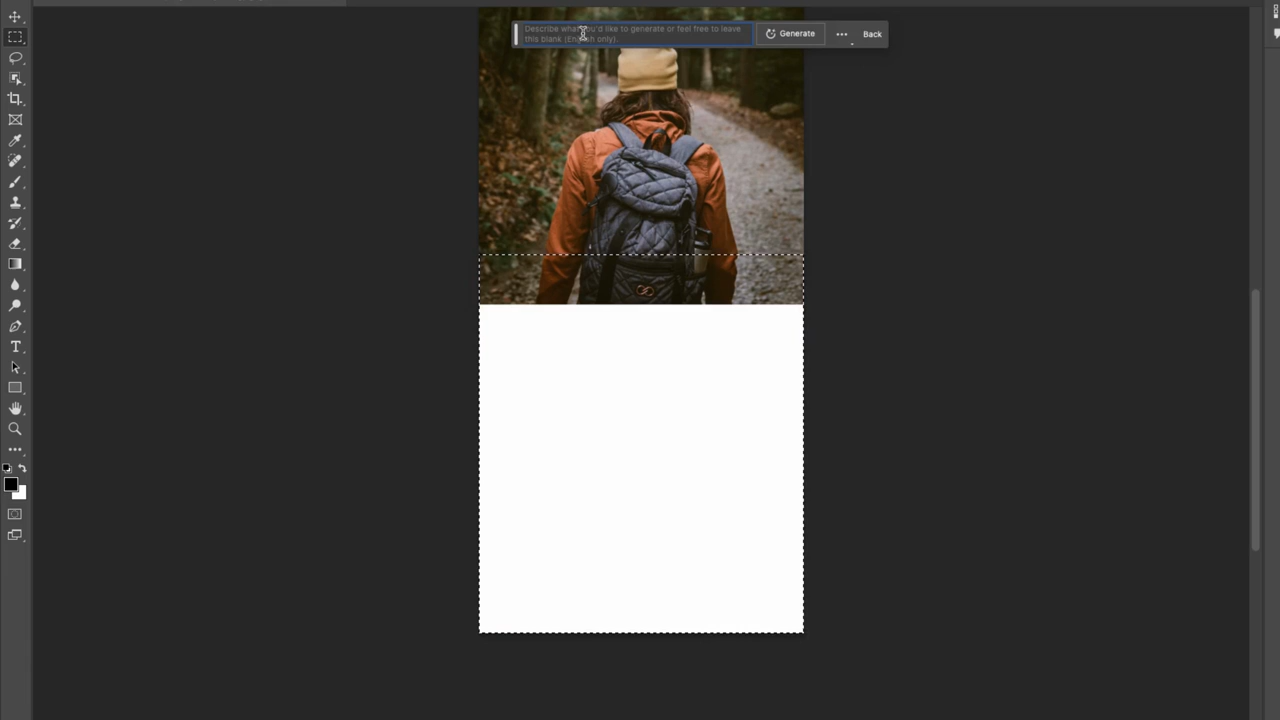 Describe what you'd like to generate or feel free to leave
Generate
Back
this blank (English only).